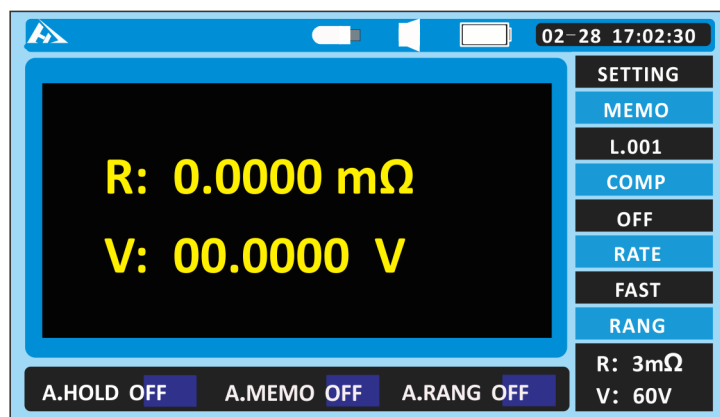 02-28 17:02:30
SETTING
MEMO
L.001
COMP
OFF
RATE
FAST
RANG
R: 3mΩ
V: 60V
R: 0.0000 mΩ
V: 00.0000 V
A.HOLD OFF A.MEMO OFF A.RANG OFF